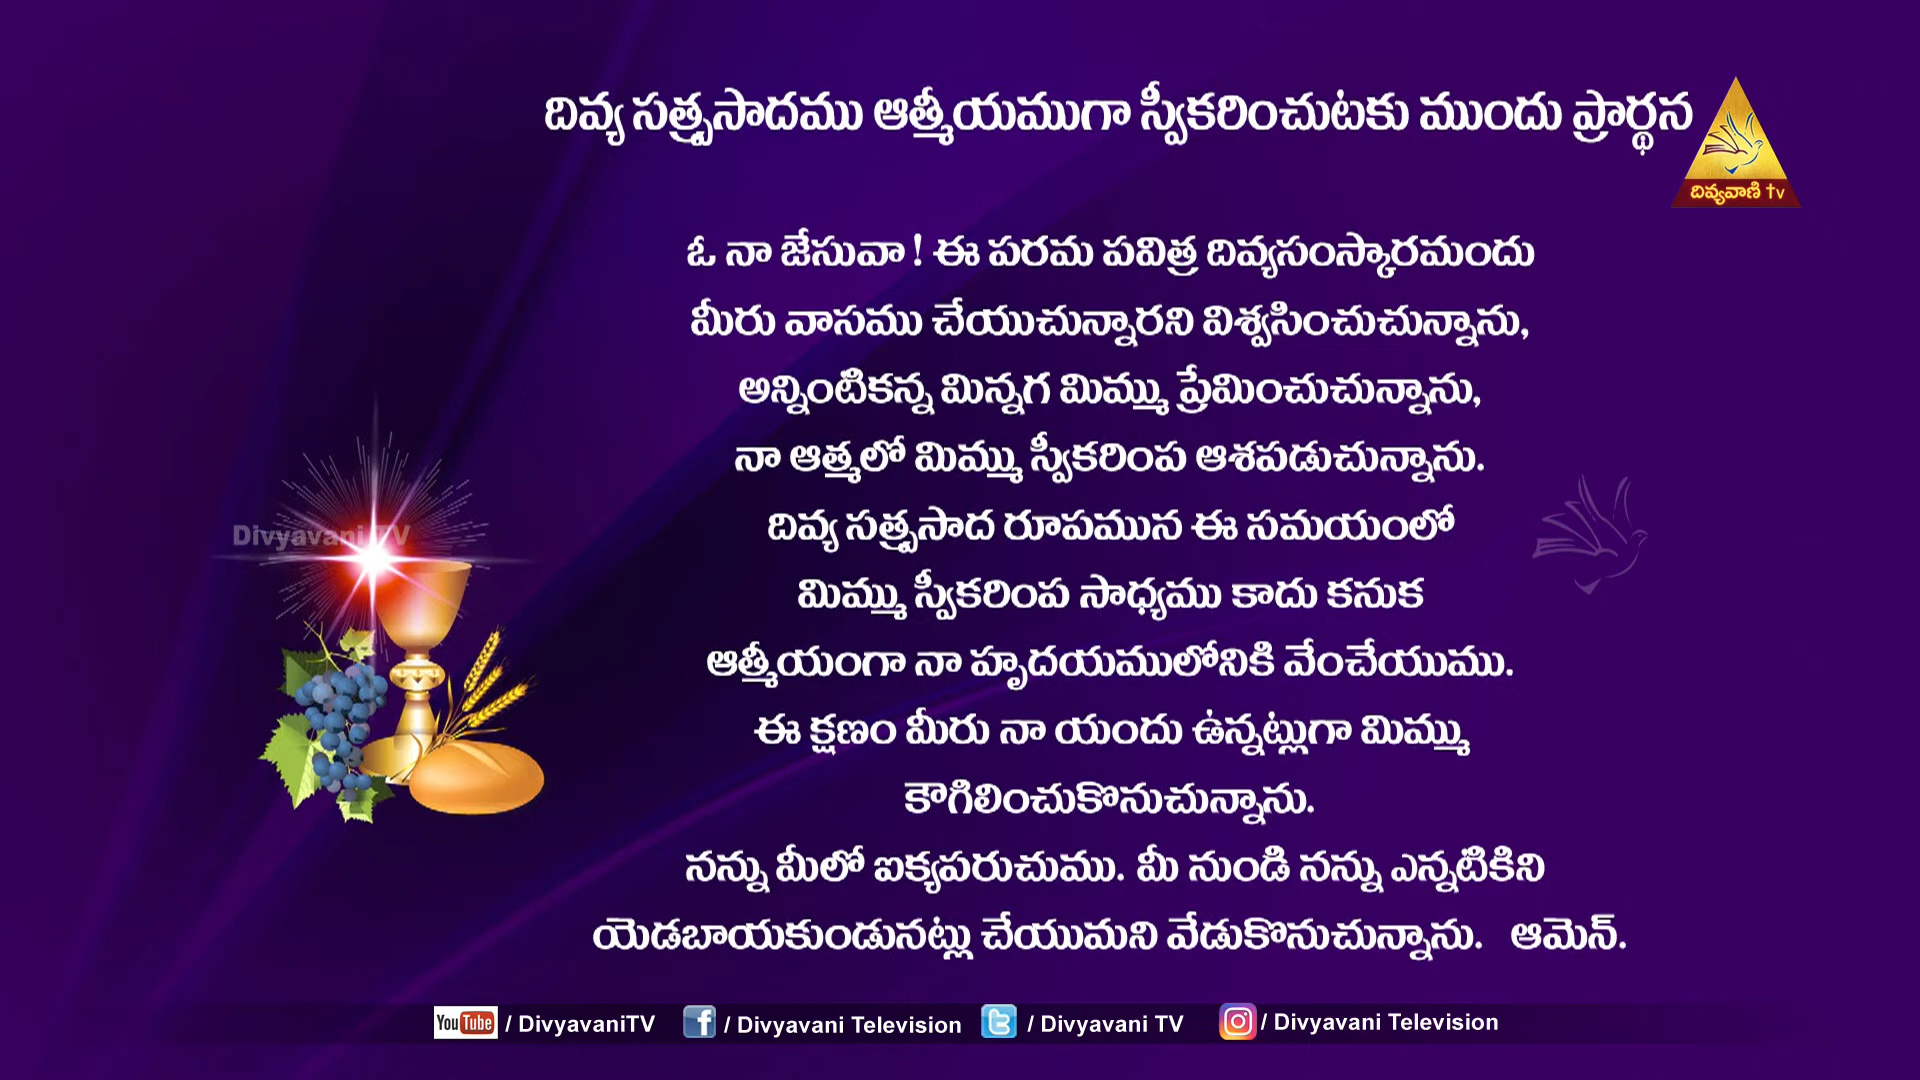 దివ్య సత్ప్రసాదము ఆత్మీయముగా స్వీకరించుటకు ముందు ప్రార్థన
దివ్యవాణి tv
ఓ నా జేసువా! ఈ పరమ పవిత్ర దివ్యసంస్కారమందు
మీరు వాసము చేయుచున్నారని విశ్వసించుచున్నాను,
అన్నింటికన్న మిన్నగ మిమ్ము ప్రేమించుచున్నాను,
నా ఆత్మలో మిమ్ము స్వీకరింప ఆశపడుచున్నాను.
దివ్య సత్ప్రసాద రూపమున ఈ సమయంలో
Divyavani TV
మిమ్ము స్వీకరింప సాధ్యము కాదు కనుక
ఆత్మీయంగా నా హృదయములోనికి వేంచేయుము.
ఈ క్షణం మీరు నా యందు ఉన్నట్లుగా మిమ్ము
కౌగిలించుకొనుచున్నాను.
నన్ను మీలో ఐక్యపరుచుము. మీ నుండి నన్ను ఎన్నటికిని
యెడబాయకుండునట్లు చేయుమని వేడుకొనుచున్నాను. ఆమెన్.
YouTube / DivyavaniTV f / Divyavani Television / Divyavani TV / Divyavani Television